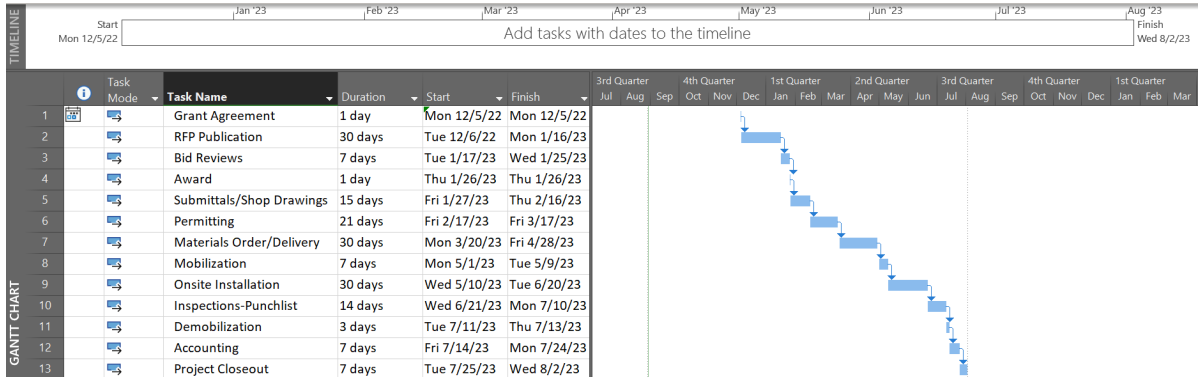 Jan '23 Feb '23 Mar '23 Apr '23 May '23 Jun '23 Jul '23 Aug '23
TIMELINE
Start
Mon 12/5/22
Add tasks with dates to the timeline
Finish
Wed 8/2/23
Task Mode Task Name Duration Start Finish
3rd Quarter 4th Quarter 1st Quarter 2nd Quarter 3rd Quarter 4th Quarter 1st Quarter
Jul Aug Sep Oct Nov Dec Jan Feb Mar Apr May Jun Jul Aug Sep Oct Nov Dec Jan Feb Mar
1 Grant Agreement 1 day Mon 12/5/22 Mon 12/5/22
2 RFP Publication 30 days Tue 12/6/22 Mon 1/16/23
3 Bid Reviews 7 days Tue 1/17/23 Wed 1/25/23
4 Award 1 day Thu 1/26/23 Thu 1/26/23
5 Submittals/Shop Drawings 15 days Fri 1/27/23 Thu 2/16/23
6 Permitting 21 days Fri 2/17/23 Fri 3/17/23
7 Materials Order/Delivery 30 days Mon 3/20/23 Fri 4/28/23
8 Mobilization 7 days Mon 5/1/23 Tue 5/9/23
9 Onsite Installation 30 days Wed 5/10/23 Tue 6/20/23
10 Inspections-Punchlist 14 days Wed 6/21/23 Mon 7/10/23
11 Demobilization 3 days Tue 7/11/23 Thu 7/13/23
12 Accounting 7 days Fri 7/14/23 Mon 7/24/23
13 Project Closeout 7 days Tue 7/25/23 Wed 8/2/23
GANTT CHART